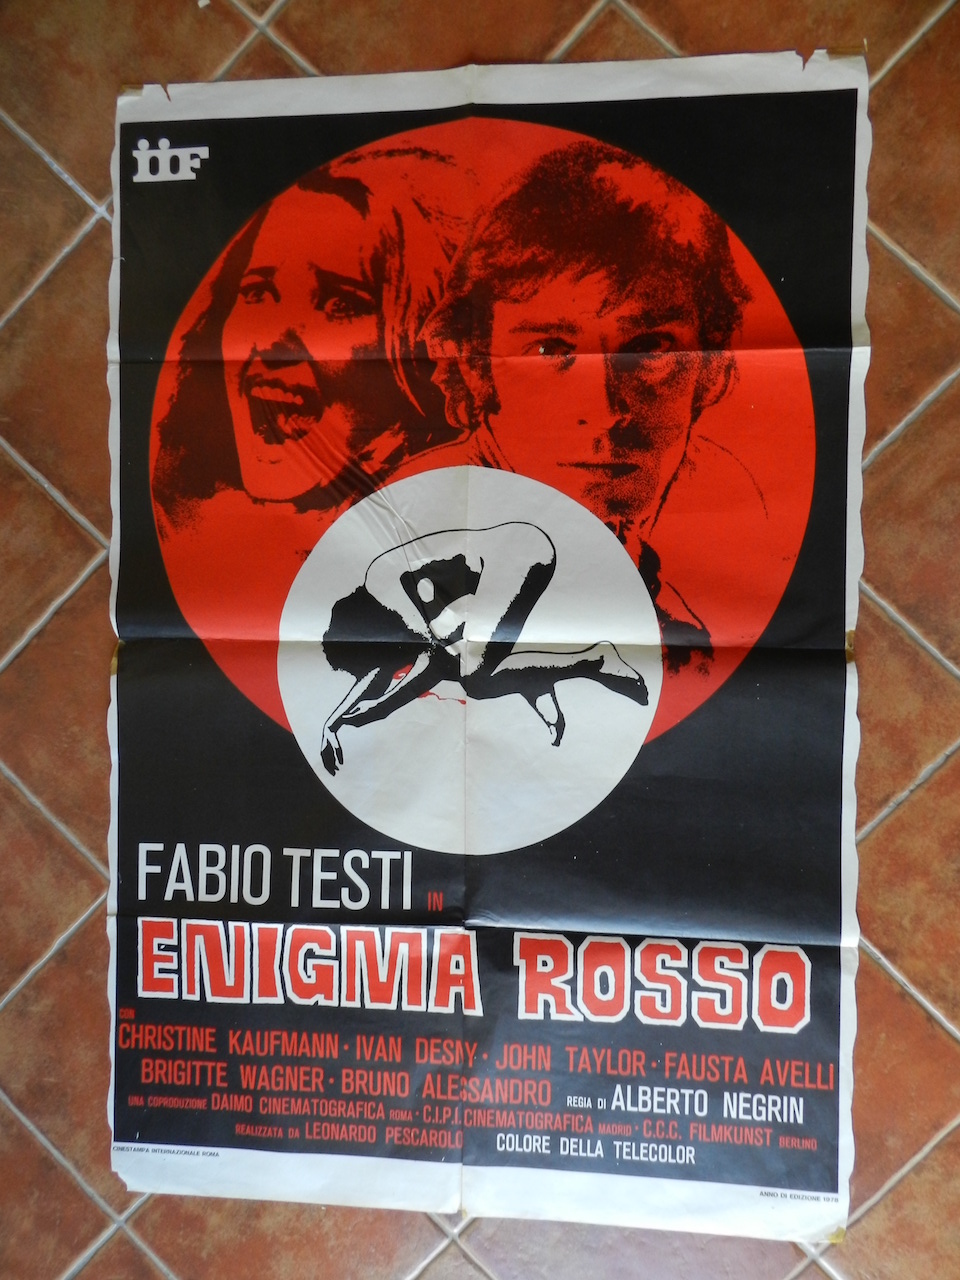 iif
FABIO TESTI IN
ENIGMA ROSSO
CON
CHRISTINE KAUFMANN · IVAN DESNY · JOHN TAYLOR · FAUSTA AVELLI
BRIGITTE WAGNER · BRUNO ALESSANDRO REGIA DI ALBERTO NEGRIN
UNA COPRODUZIONE DAIMO CINEMATOGRAFICA ROMA · C.I.P.I. CINEMATOGRAFICA MADRID · C.C.C. FILMKUNST BERLINO
REALIZZATA DA LEONARDO PESCAROLO COLORE DELLA TELECOLOR
CINESTAMPA INTERNAZIONALE ROMA
ANNO DI EDIZIONE 1978